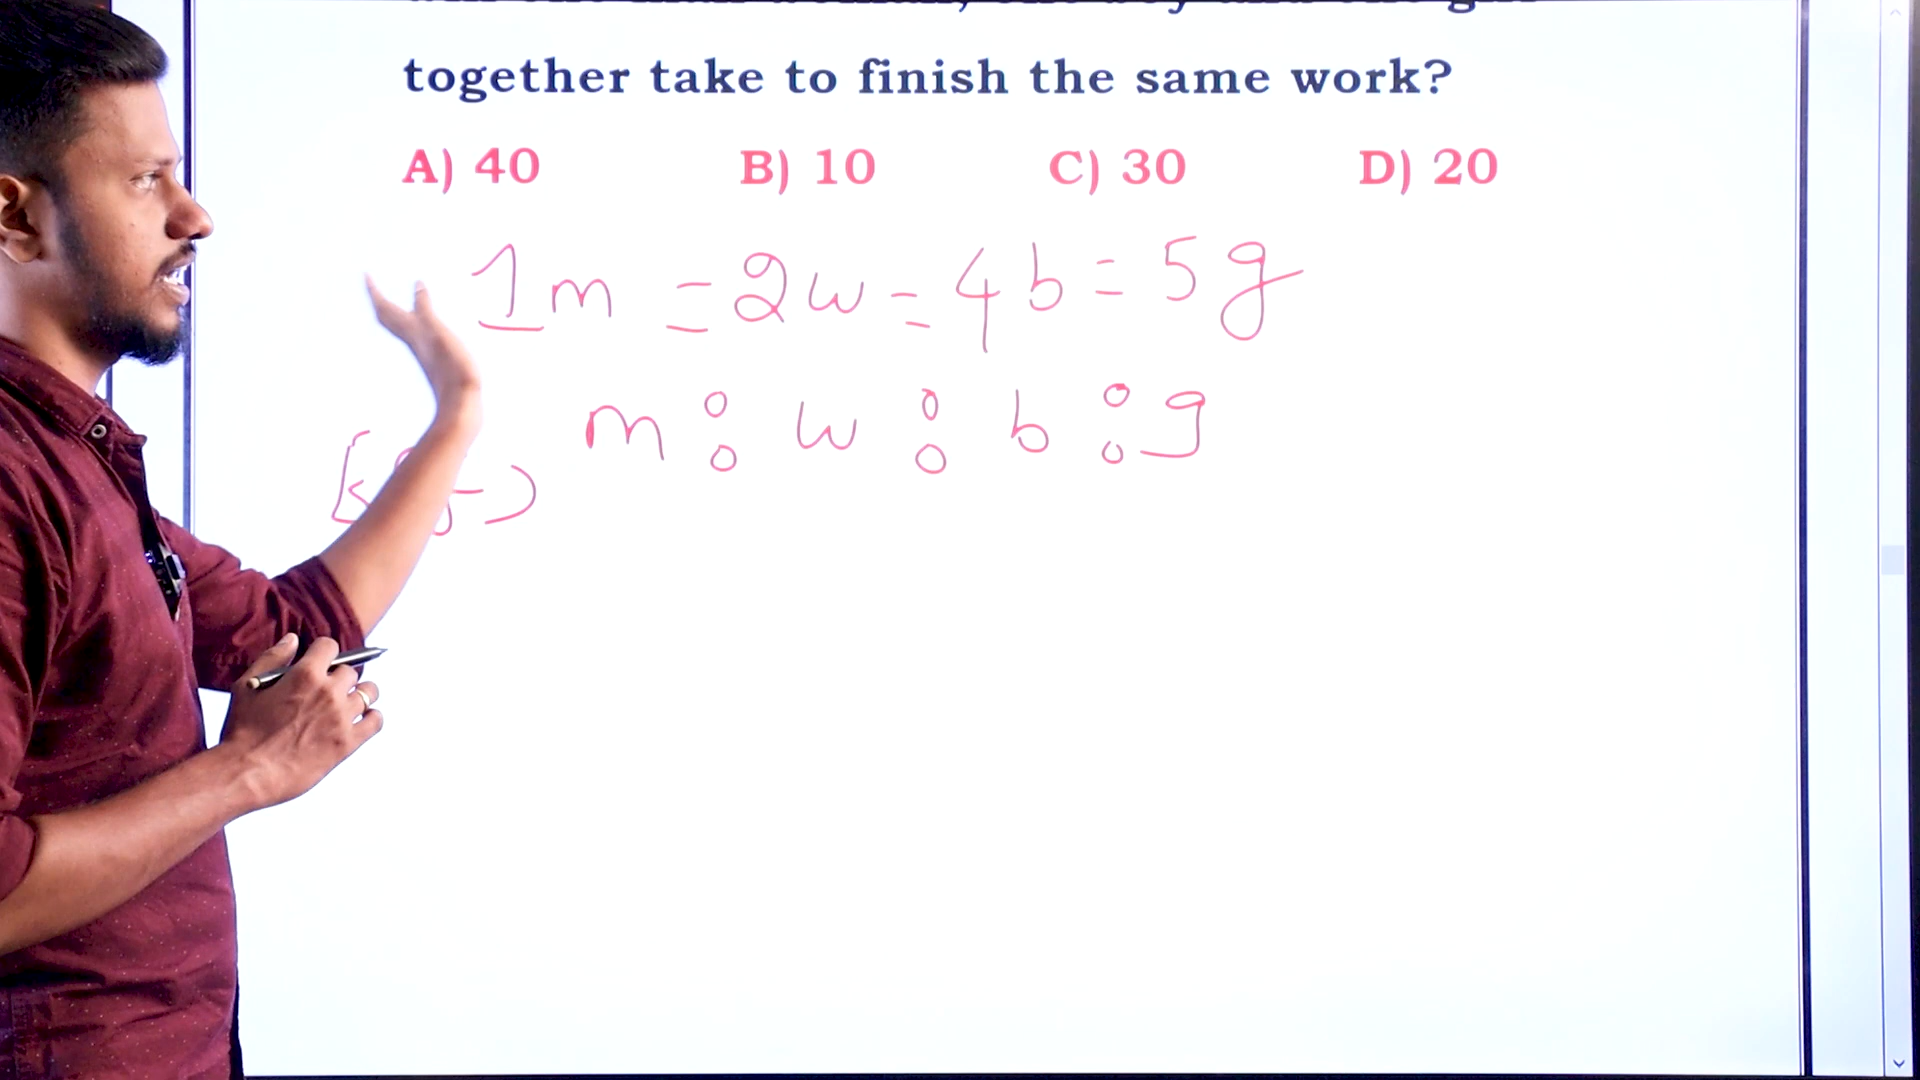 together take to finish the same work?
A) 40 B) 10 C) 30 D) 20
1m = 2w = 4b = 5g
m : w : b : g